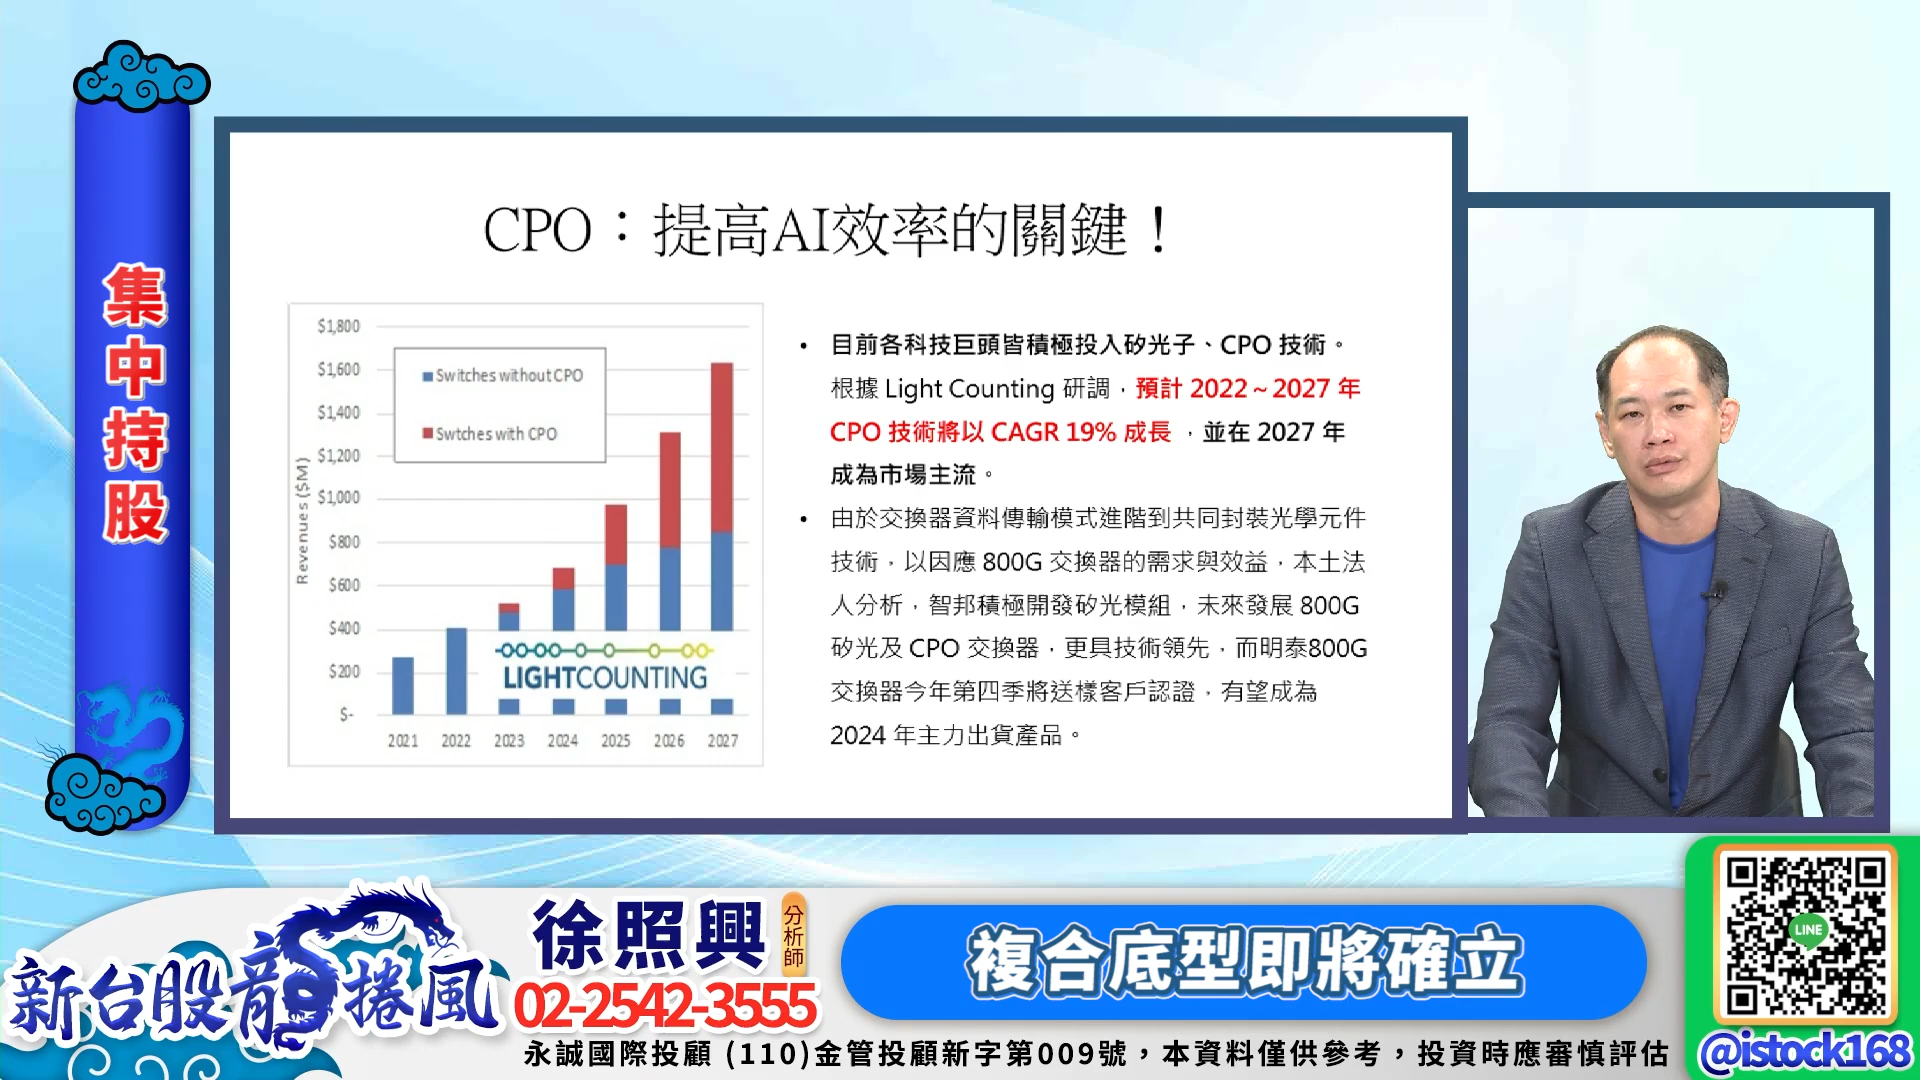 集中持股
CPO：提高AI效率的關鍵！
$1,800
$1,600
$1,400
$1,200
$1,000
$800
$600
$400
$200
$-
Revenues ($M)
Switches without CPO
Swtches with CPO
LIGHTCOUNTING
2021 2022 2023 2024 2025 2026 2027
• 目前各科技巨頭皆積極投入矽光子、CPO 技術。
根據 Light Counting 研調，預計 2022～2027 年
CPO 技術將以 CAGR 19% 成長 ，並在 2027 年
成為市場主流。
• 由於交換器資料傳輸模式進階到共同封裝光學元件
技術，以因應 800G 交換器的需求與效益，本土法
人分析，智邦積極開發矽光模組，未來發展 800G
矽光及 CPO 交換器，更具技術領先，而明泰800G
交換器今年第四季將送樣客戶認證，有望成為
2024 年主力出貨產品。
新台股龍捲風
徐照興
分析師
02-2542-3555
複合底型即將確立
永誠國際投顧 (110)金管投顧新字第009號，本資料僅供參考，投資時應審慎評估
LINE
@istock168